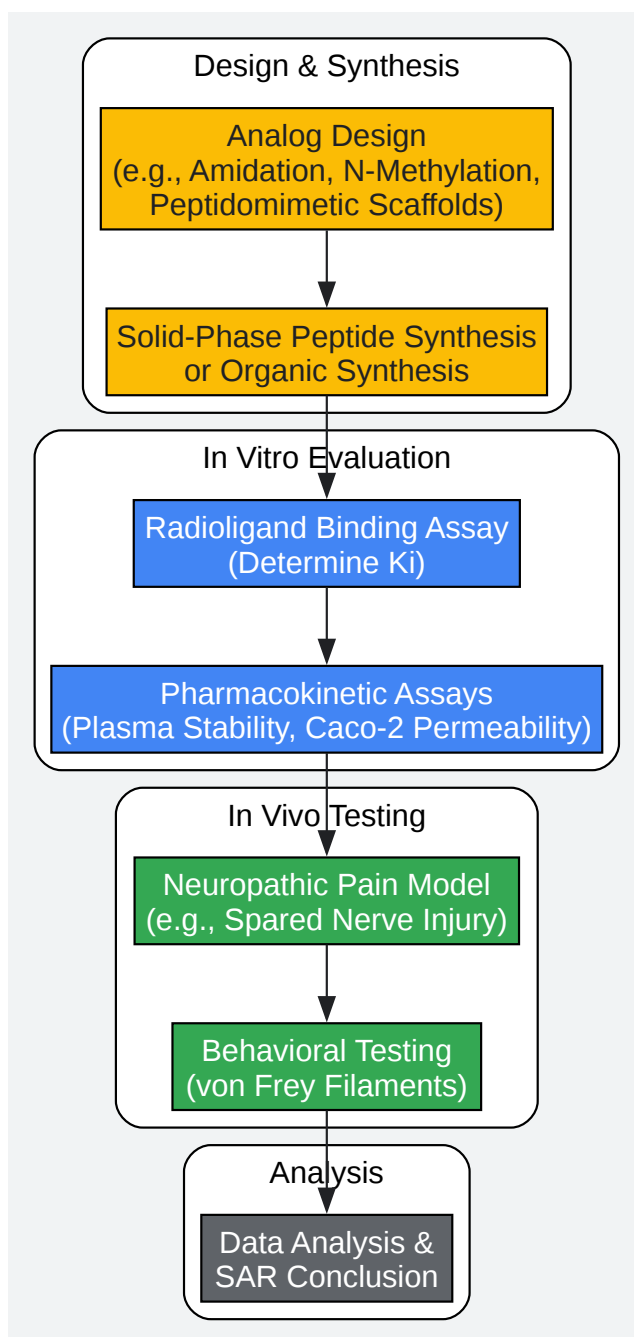 Design & Synthesis
Analog Design
(e.g., Amidation, N-Methylation,
Peptidomimetic Scaffolds)
Solid-Phase Peptide Synthesis
or Organic Synthesis
In Vitro Evaluation
Radioligand Binding Assay
(Determine Ki)
Pharmacokinetic Assays
(Plasma Stability, Caco-2 Permeability)
In Vivo Testing
Neuropathic Pain Model
(e.g., Spared Nerve Injury)
Behavioral Testing
(von Frey Filaments)
Analysis
Data Analysis &
SAR Conclusion